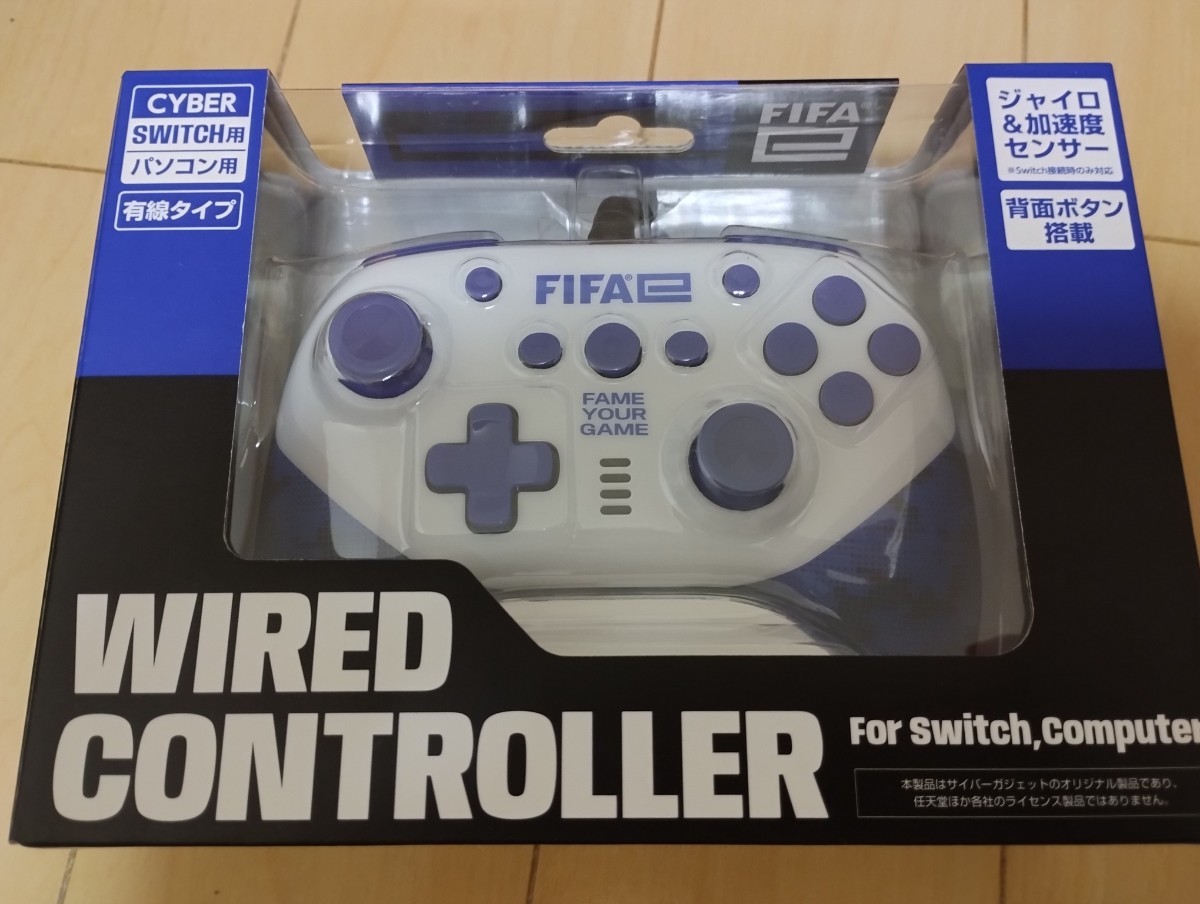 CYBER
SWITCH用
パソコン用
有線タイプ
FIFA
e
ジャイロ
&加速度
センサー
※Switch接続時のみ対応
背面ボタン
搭載
FIFA®e
FAME
YOUR
GAME
WIRED
CONTROLLER
For Switch,Computer
本製品はサイバーガジェットのオリジナル製品であり、
任天堂ほか各社のライセンス製品ではありません。